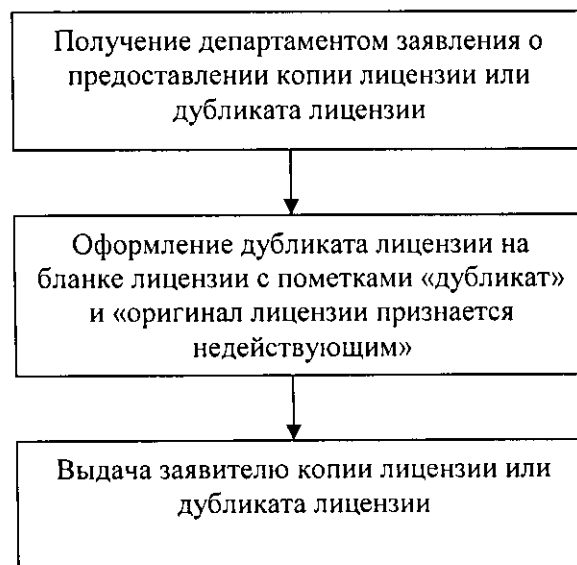 Получение департаментом заявления о
предоставлении копии лицензии или
дубликата лицензии
Оформление дубликата лицензии на
бланке лицензии с пометками «дубликат»
и «оригинал лицензии признается
недействующим»
Выдача заявителю копии лицензии или
дубликата лицензии